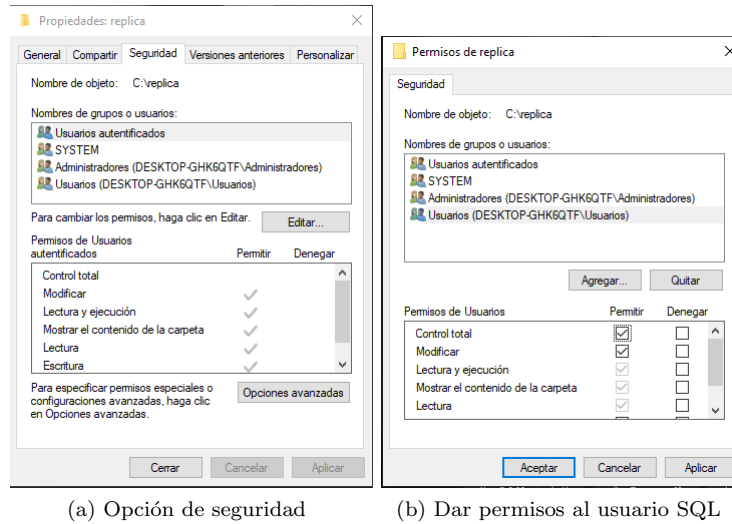 Propiedades: replica
General Compartir Seguridad Versiones anteriores Personalizar
Nombre de objeto: C:\replica
Nombres de grupos o usuarios:
Usuarios autentificados
SYSTEM
Administradores (DESKTOP-GHK6QTF\Administradores)
Usuarios (DESKTOP-GHK6QTF\Usuarios)
Para cambiar los permisos, haga clic en Editar. Editar...
Permisos de Usuarios
autentificados Permitir Denegar
Control total
Modificar
Lectura y ejecución
Mostrar el contenido de la carpeta
Lectura
Escritura
Para especificar permisos especiales o
configuraciones avanzadas, haga clic
en Opciones avanzadas.
Opciones avanzadas
Cerrar Cancelar Aplicar
(a) Opción de seguridad
Permisos de replica
Seguridad
Nombre de objeto: C:\replica
Nombres de grupos o usuarios:
Usuarios autentificados
SYSTEM
Administradores (DESKTOP-GHK6QTF\Administradores)
Usuarios (DESKTOP-GHK6QTF\Usuarios)
Agregar... Quitar
Permisos de Usuarios Permitir Denegar
Control total
Modificar
Lectura y ejecución
Mostrar el contenido de la carpeta
Lectura
Aceptar Cancelar Aplicar
(b) Dar permisos al usuario SQL